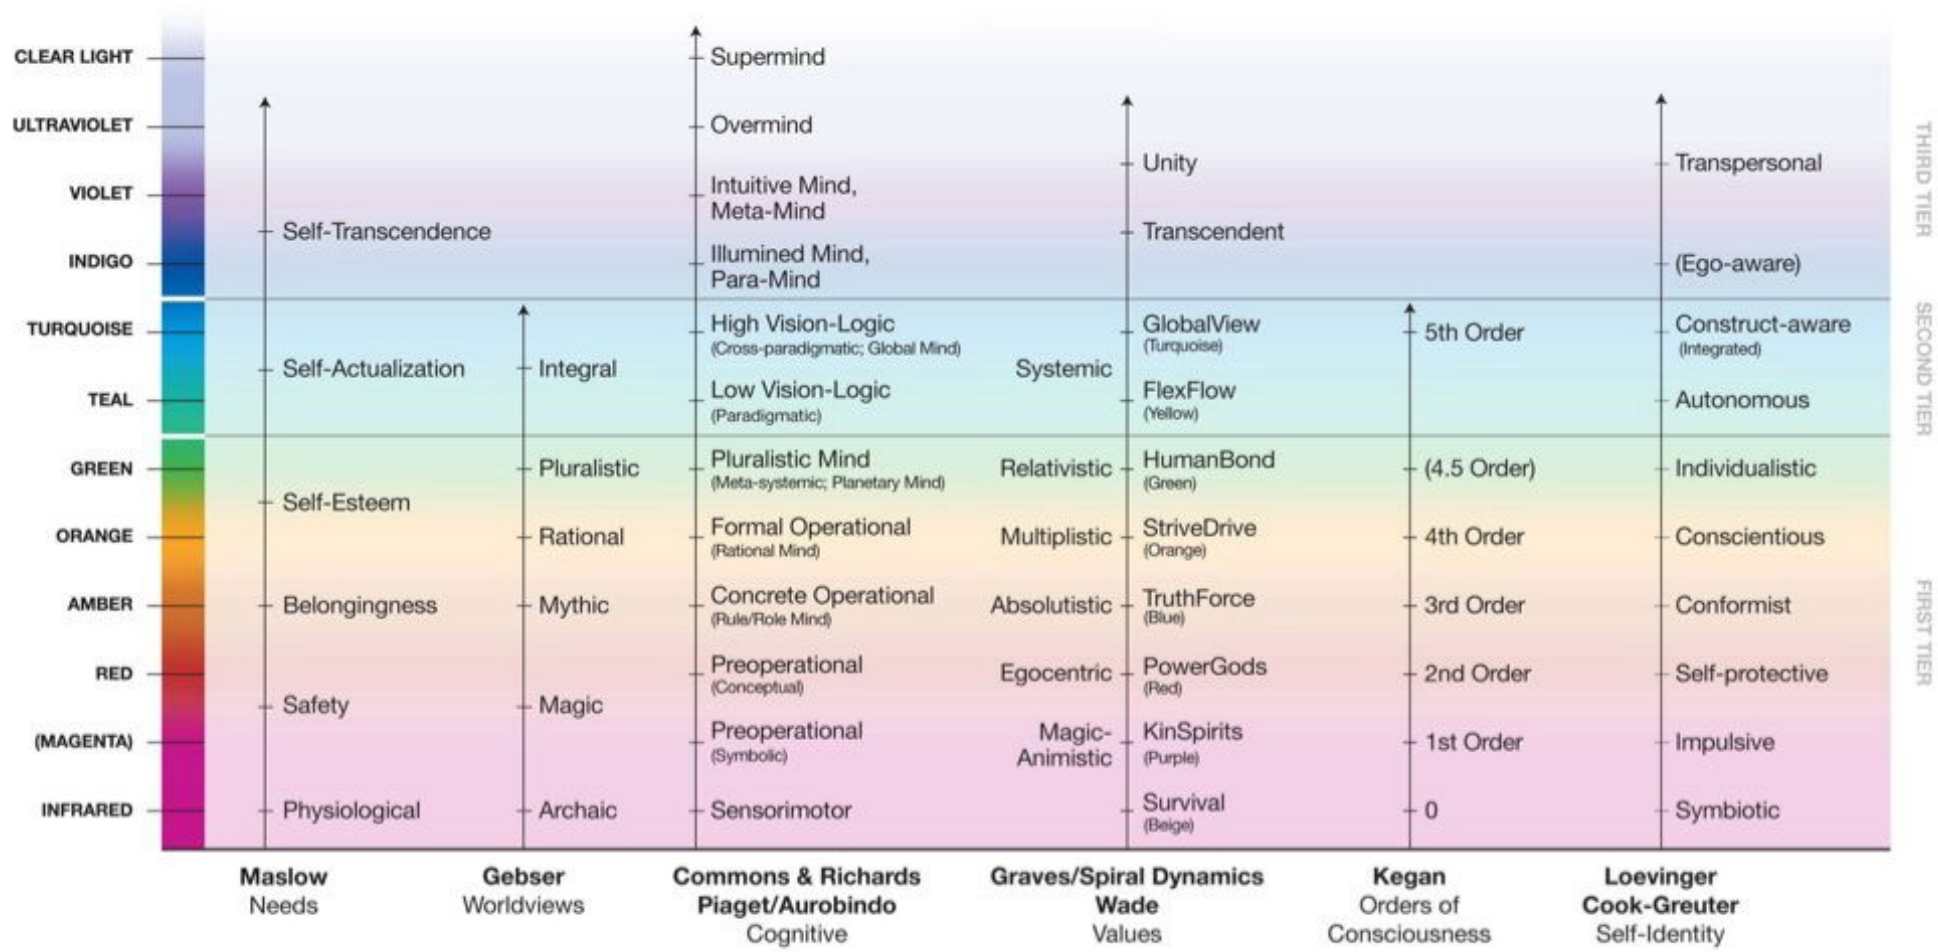 CLEAR LIGHT
ULTRAVIOLET
VIOLET
INDIGO
TURQUOISE
TEAL
GREEN
ORANGE
AMBER
RED
(MAGENTA)
INFRARED
Self-Transcendence
Self-Actualization
Self-Esteem
Belongingness
Safety
Physiological
Maslow
Needs
Integral
Pluralistic
Rational
Mythic
Magic
Archaic
Gebser
Worldviews
Supermind
Overmind
Intuitive Mind,
Meta-Mind
Illumined Mind,
Para-Mind
High Vision-Logic
(Cross-paradigmatic; Global Mind)
Low Vision-Logic
(Paradigmatic)
Pluralistic Mind
(Meta-systemic; Planetary Mind)
Formal Operational
(Rational Mind)
Concrete Operational
(Rule/Role Mind)
Preoperational
(Conceptual)
Preoperational
(Symbolic)
Sensorimotor
Commons & Richards
Piaget/Aurobindo
Cognitive
Systemic
Relativistic
Multiplistic
Absolutistic
Egocentric
Magic-
Animistic
Unity
Transcendent
GlobalView
(Turquoise)
FlexFlow
(Yellow)
HumanBond
(Green)
StriveDrive
(Orange)
TruthForce
(Blue)
PowerGods
(Red)
KinSpirits
(Purple)
Survival
(Beige)
Graves/Spiral Dynamics
Wade
Values
5th Order
(4.5 Order)
4th Order
3rd Order
2nd Order
1st Order
0
Kegan
Orders of
Consciousness
Transpersonal
(Ego-aware)
Construct-aware
(Integrated)
Autonomous
Individualistic
Conscientious
Conformist
Self-protective
Impulsive
Symbiotic
Loevinger
Cook-Greuter
Self-Identity
THIRD TIER
SECOND TIER
FIRST TIER